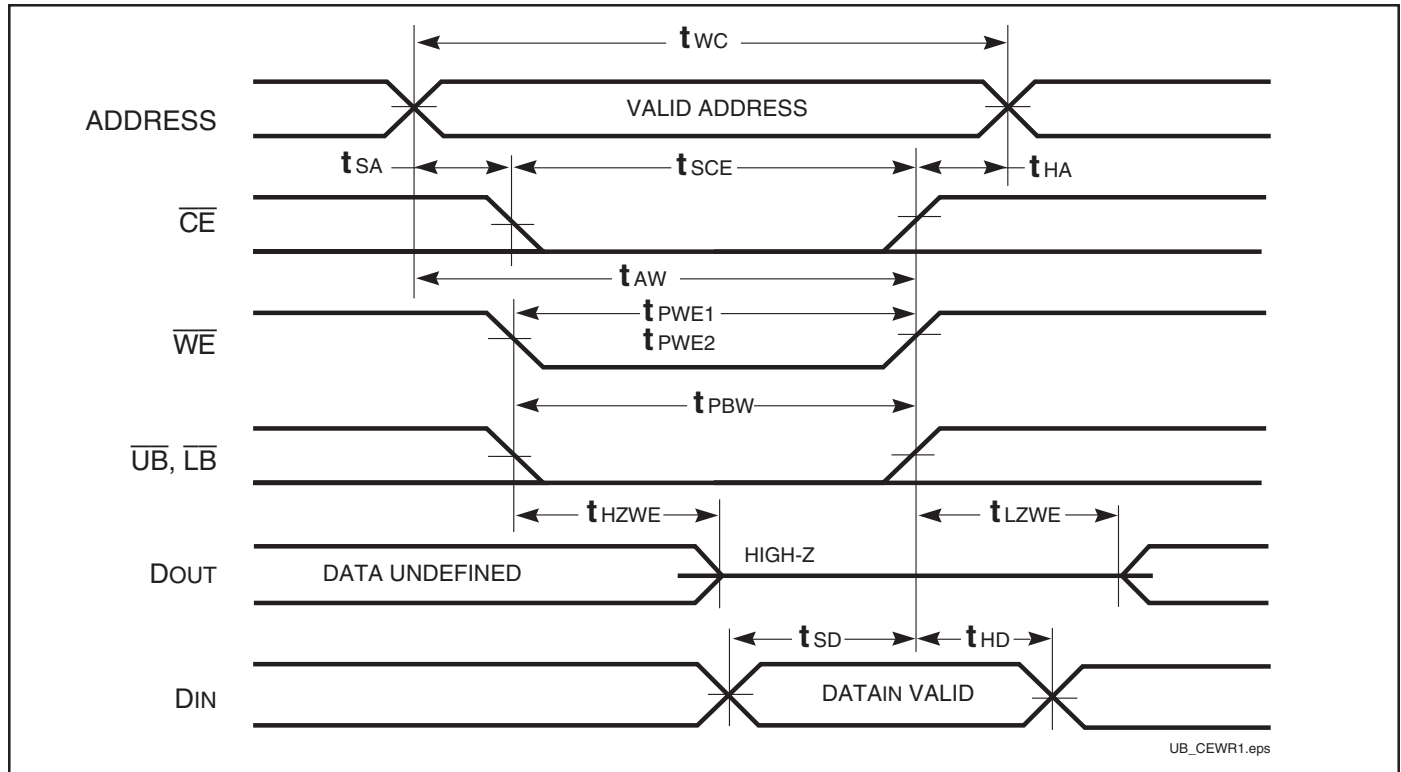 tWC
ADDRESS
VALID ADDRESS
tSA
tSCE
tHA
CE
tAW
tPWE1
tPWE2
WE
tPBW
UB, LB
tHZWE
tLZWE
DOUT
DATA UNDEFINED
HIGH-Z
tSD
tHD
DIN
DATAIN VALID
UB_CEWR1.eps